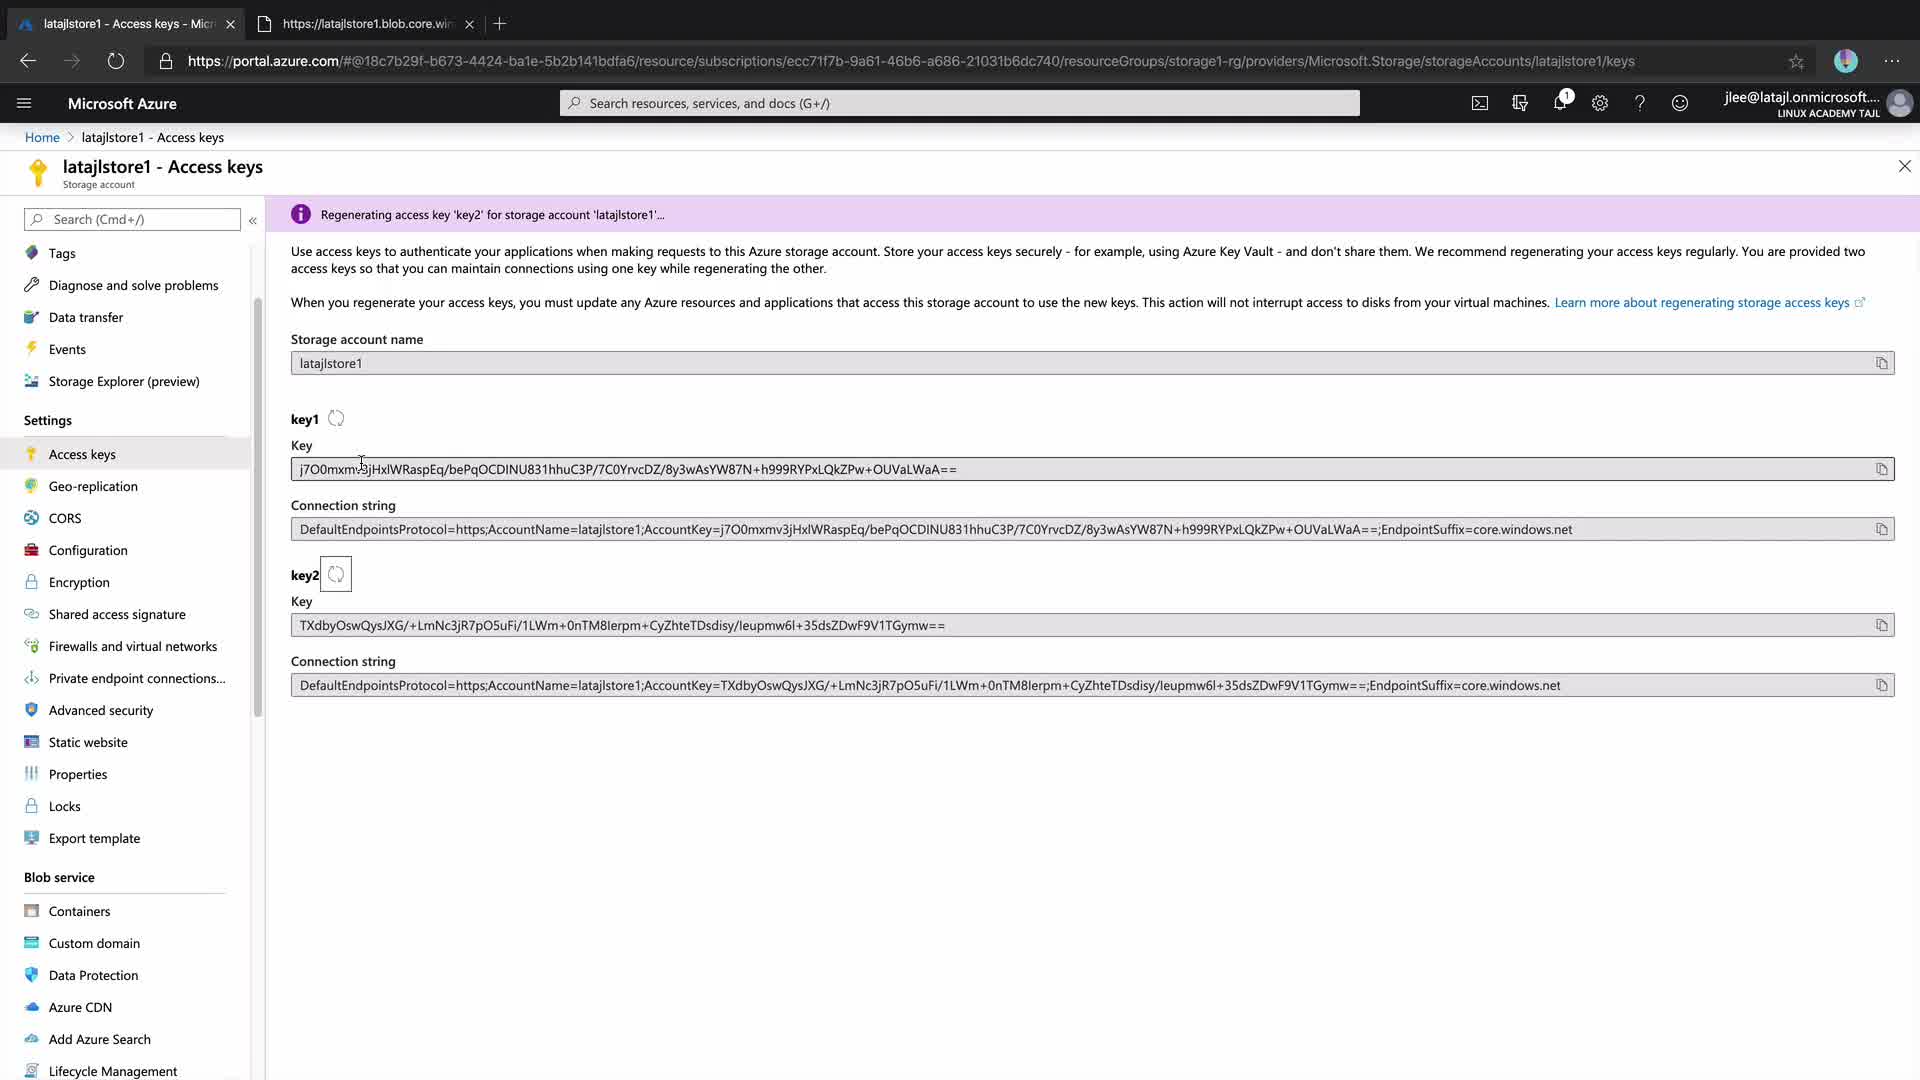 latajlstore1 - Access keys - Micr
https://latajlstore1.blob.core.win
https://portal.azure.com/#@18c7b29f-b673-4424-ba1e-5b2b141bdfa6/resource/subscriptions/ecc71f7b-9a61-46b6-a686-21031b6dc740/resourceGroups/storage1-rg/providers/Microsoft.Storage/storageAccounts/latajlstore1/keys
Microsoft Azure
Search resources, services, and docs (G+/)
1
jlee@latajl.onmicrosoft....
LINUX ACADEMY TAJL
Home > latajlstore1 - Access keys
latajlstore1 - Access keys
Storage account
Search (Cmd+/)
«
Tags
Diagnose and solve problems
Data transfer
Events
Storage Explorer (preview)
Settings
Access keys
Geo-replication
CORS
Configuration
Encryption
Shared access signature
Firewalls and virtual networks
Private endpoint connections...
Advanced security
Static website
Properties
Locks
Export template
Blob service
Containers
Custom domain
Data Protection
Azure CDN
Add Azure Search
Lifecycle Management
Regenerating access key 'key2' for storage account 'latajlstore1'...
Use access keys to authenticate your applications when making requests to this Azure storage account. Store your access keys securely - for example, using Azure Key Vault - and don't share them. We recommend regenerating your access keys regularly. You are provided two
access keys so that you can maintain connections using one key while regenerating the other.
When you regenerate your access keys, you must update any Azure resources and applications that access this storage account to use the new keys. This action will not interrupt access to disks from your virtual machines. Learn more about regenerating storage access keys
Storage account name
latajlstore1
key1
Key
j7O0mxmv3jHxlWRaspEq/bePqOCDINU831hhuC3P/7C0YrvcDZ/8y3wAsYW87N+h999RYPxLQkZPw+OUVaLWaA==
Connection string
DefaultEndpointsProtocol=https;AccountName=latajlstore1;AccountKey=j7O0mxmv3jHxlWRaspEq/bePqOCDINU831hhuC3P/7C0YrvcDZ/8y3wAsYW87N+h999RYPxLQkZPw+OUVaLWaA==;EndpointSuffix=core.windows.net
key2
Key
TXdbyOswQysJXG/+LmNc3jR7pO5uFi/1LWm+0nTM8Ierpm+CyZhteTDsdisy/Ieupmw6l+35dsZDwF9V1TGymw==
Connection string
DefaultEndpointsProtocol=https;AccountName=latajlstore1;AccountKey=TXdbyOswQysJXG/+LmNc3jR7pO5uFi/1LWm+0nTM8Ierpm+CyZhteTDsdisy/Ieupmw6l+35dsZDwF9V1TGymw==;EndpointSuffix=core.windows.net